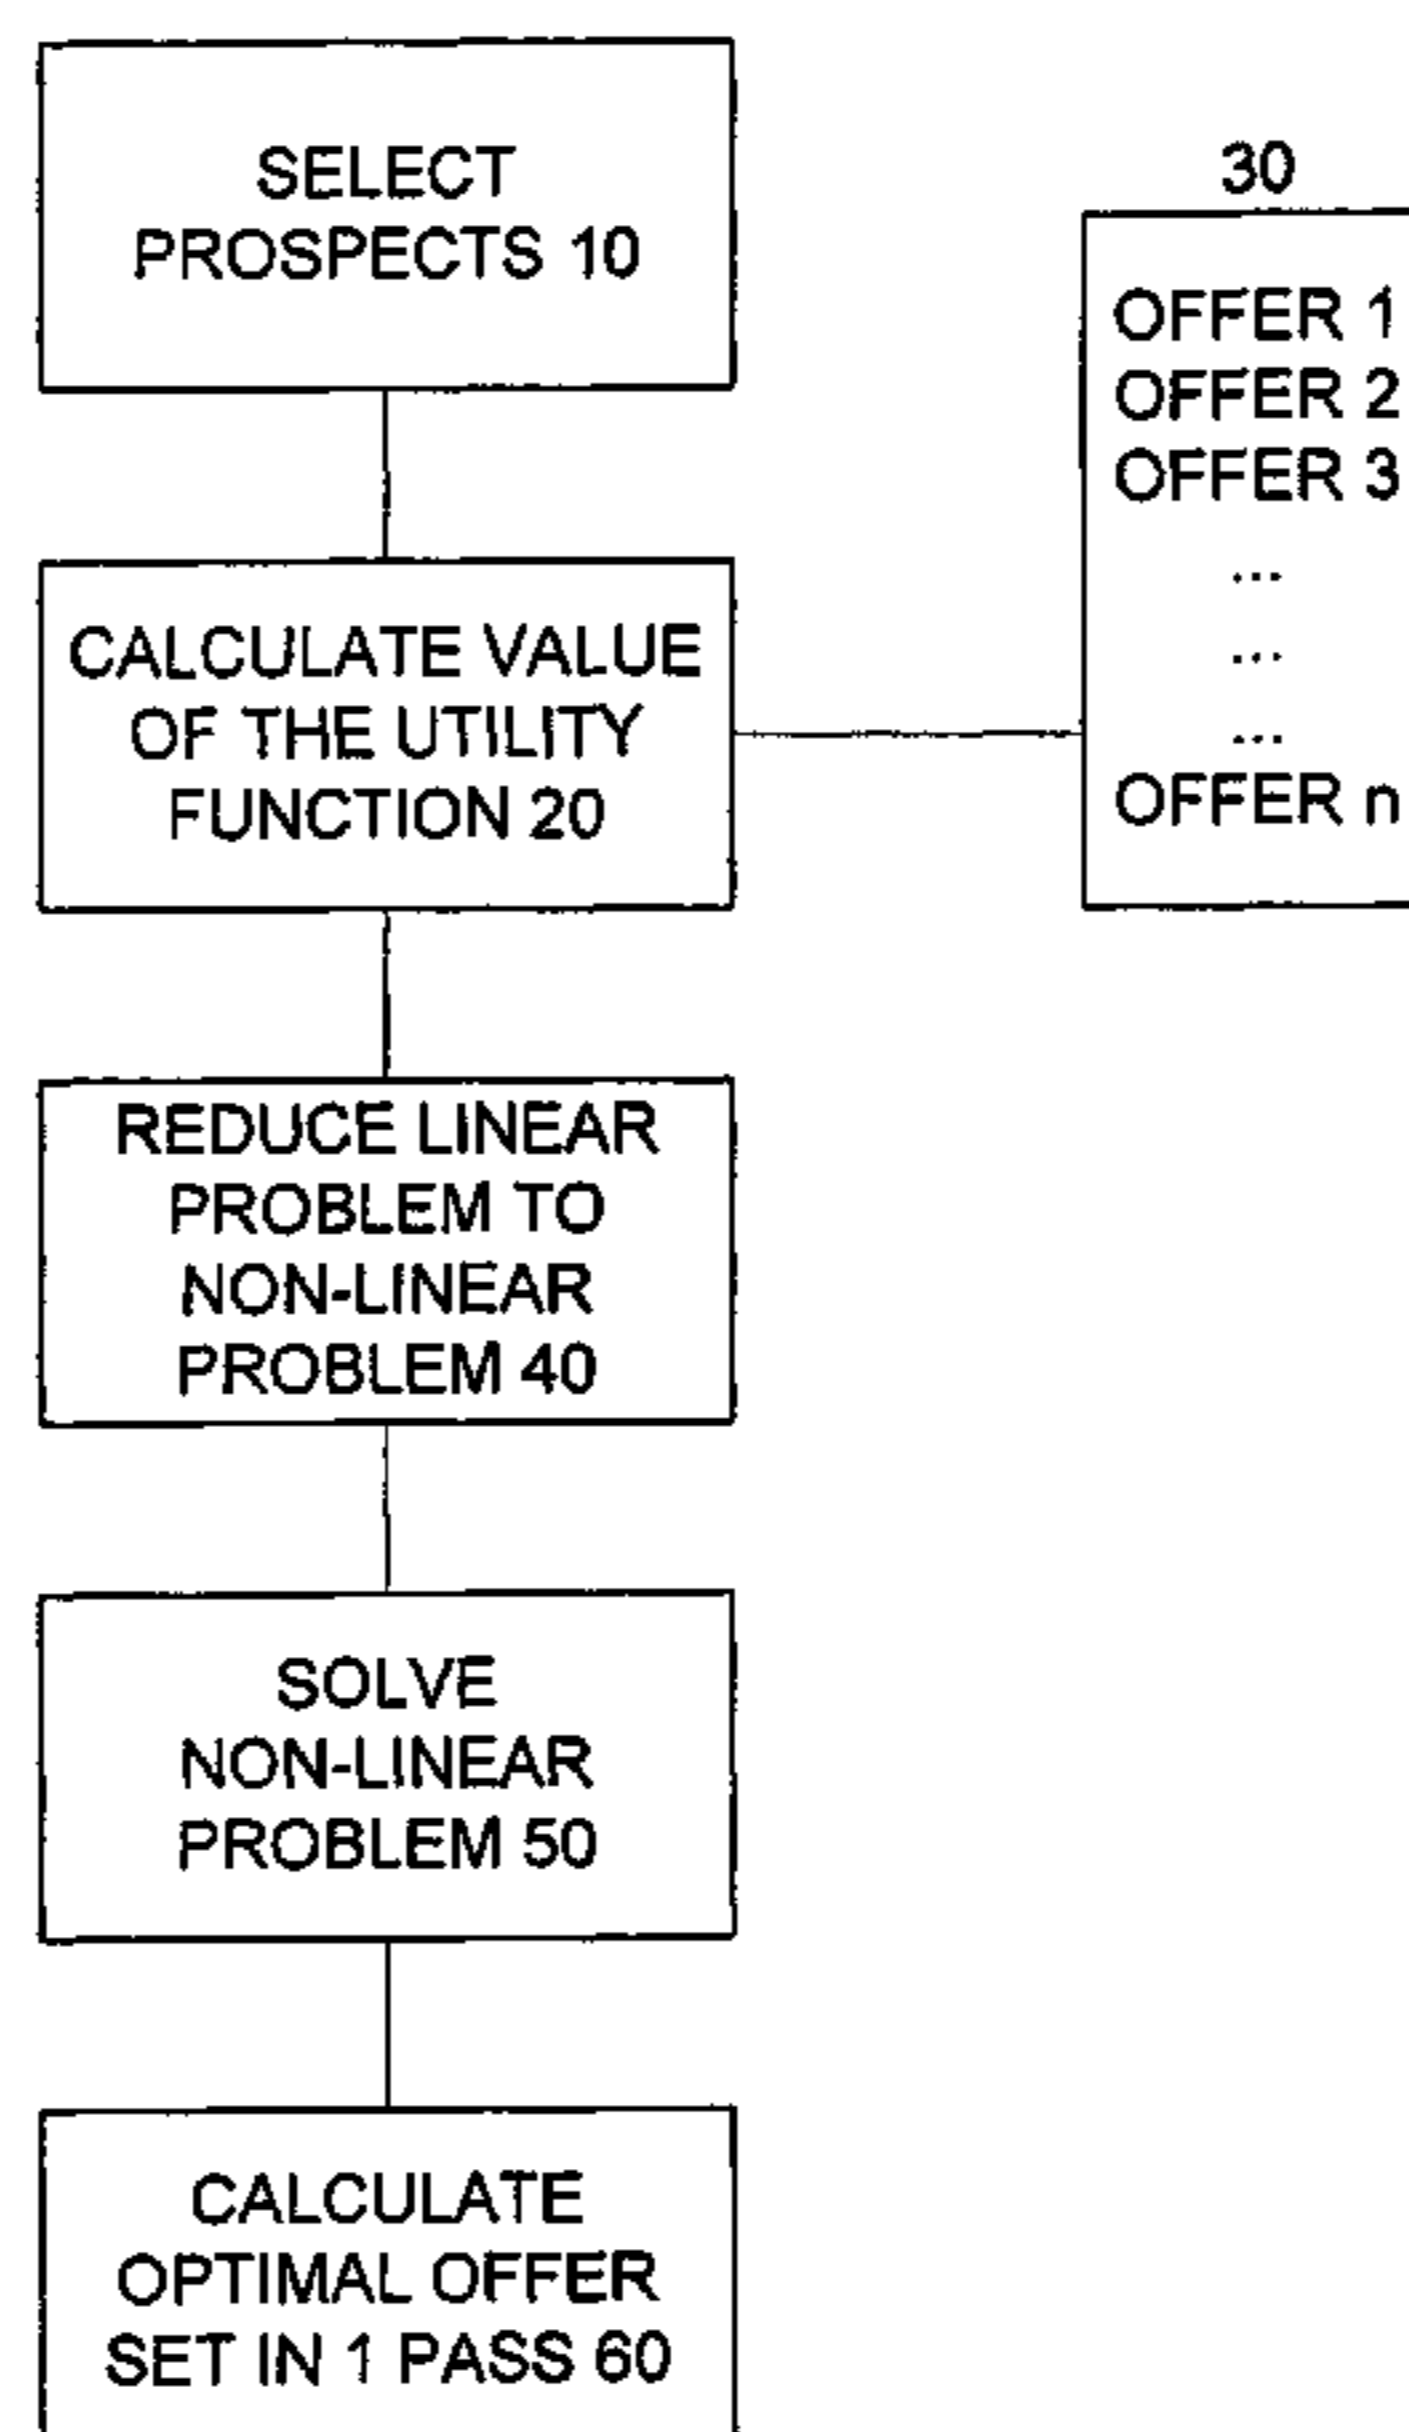 SELECT
PROSPECTS 10
30
OFFER 1
OFFER 2
OFFER 3
...
...
...
OFFER n
CALCULATE VALUE
OF THE UTILITY
FUNCTION 20
REDUCE LINEAR
PROBLEM TO
NON-LINEAR
PROBLEM 40
SOLVE
NON-LINEAR
PROBLEM 50
CALCULATE
OPTIMAL OFFER
SET IN 1 PASS 60